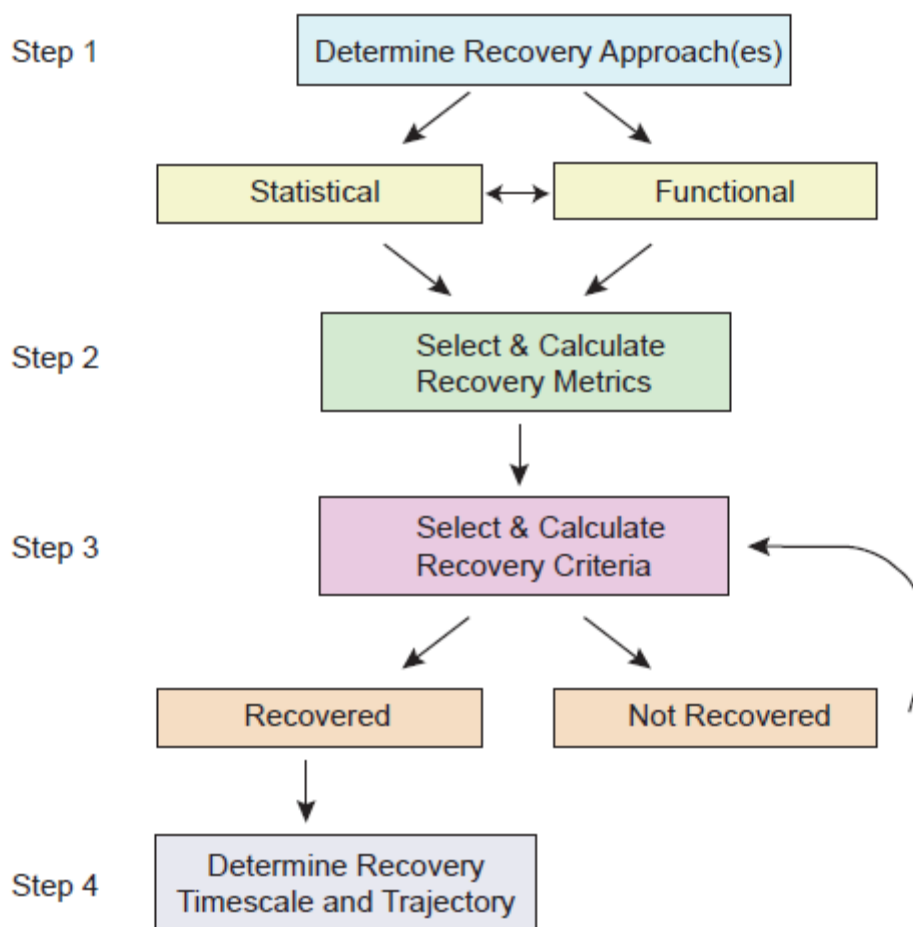 Step 1
Determine Recovery Approach(es)
Statistical
Functional
Step 2
Select & Calculate
Recovery Metrics
Step 3
Select & Calculate
Recovery Criteria
Recovered
Not Recovered
Step 4
Determine Recovery
Timescale and Trajectory